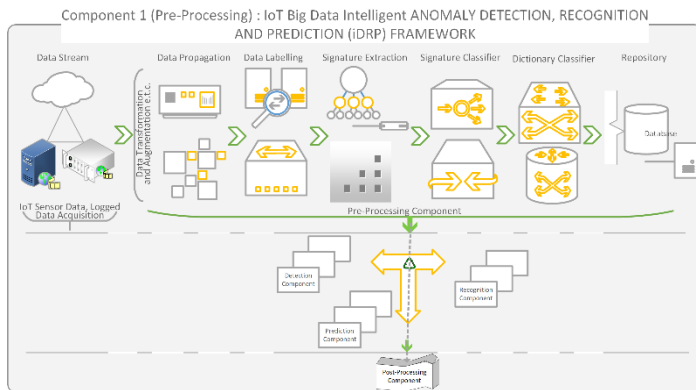 Component 1 (Pre-Processing) : IoT Big Data Intelligent ANOMALY DETECTION, RECOGNITION
AND PREDICTION (iDRP) FRAMEWORK
Data Stream
Data Propagation
Data Labelling
Signature Extraction
Signature Classifier
Dictionary Classifier
Repository
Data Transformation
and Augmentation e.t.c.
Database
IoT Sensor Data, Logged
Data Acquisition
Pre-Processing Component
Detection
Component
Recognition
Component
Prediction
Component
Post-Processing
Component